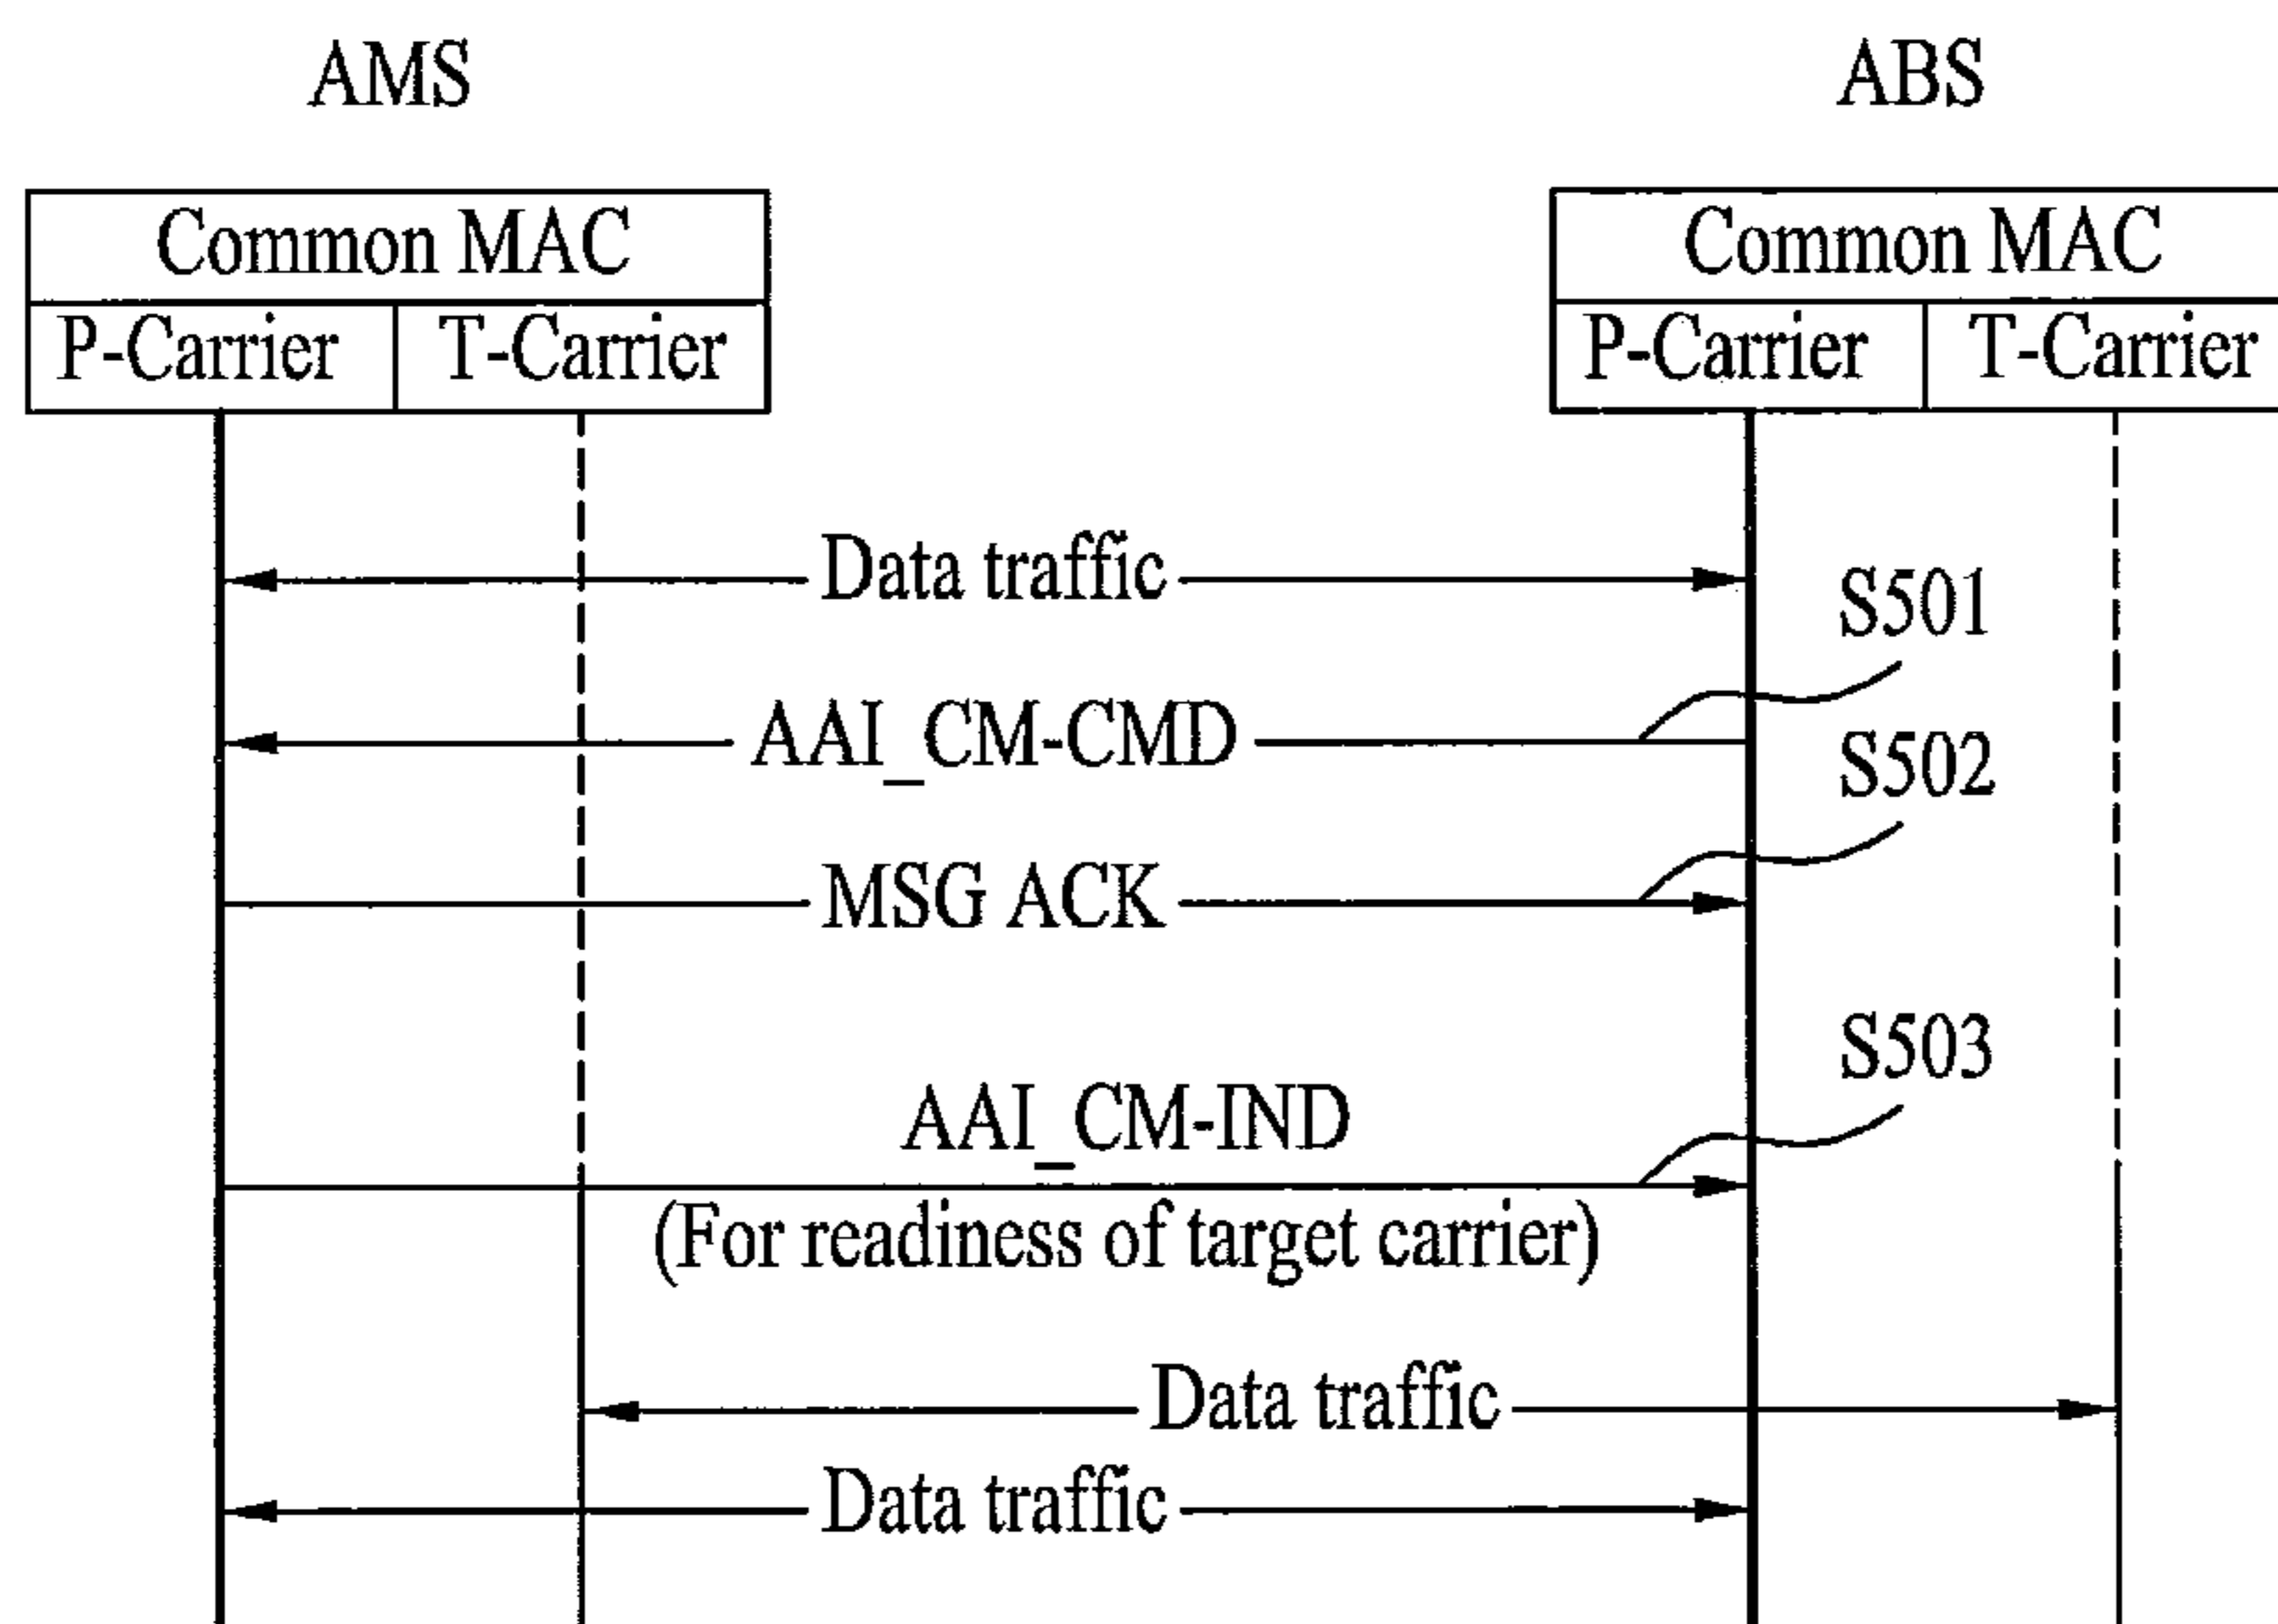 AMS
ABS
Common MAC
P-Carrier
T-Carrier
Common MAC
P-Carrier
T-Carrier
Data traffic
S501
AAI_CM-CMD
S502
MSG ACK
S503
AAI_CM-IND
(For readiness of target carrier)
Data traffic
Data traffic